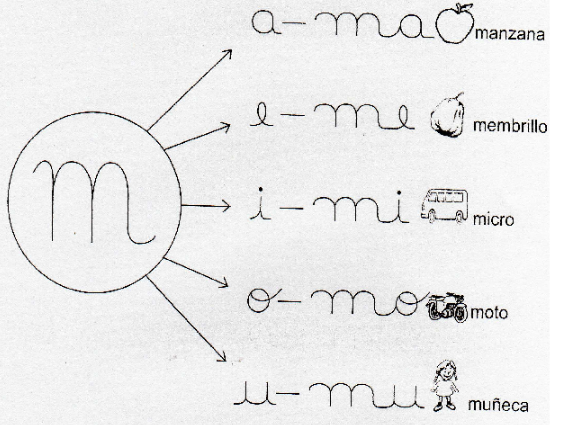 a - ma manzana
e - me membrillo
m
i - mi micro
o - mo moto
u - mu muñeca